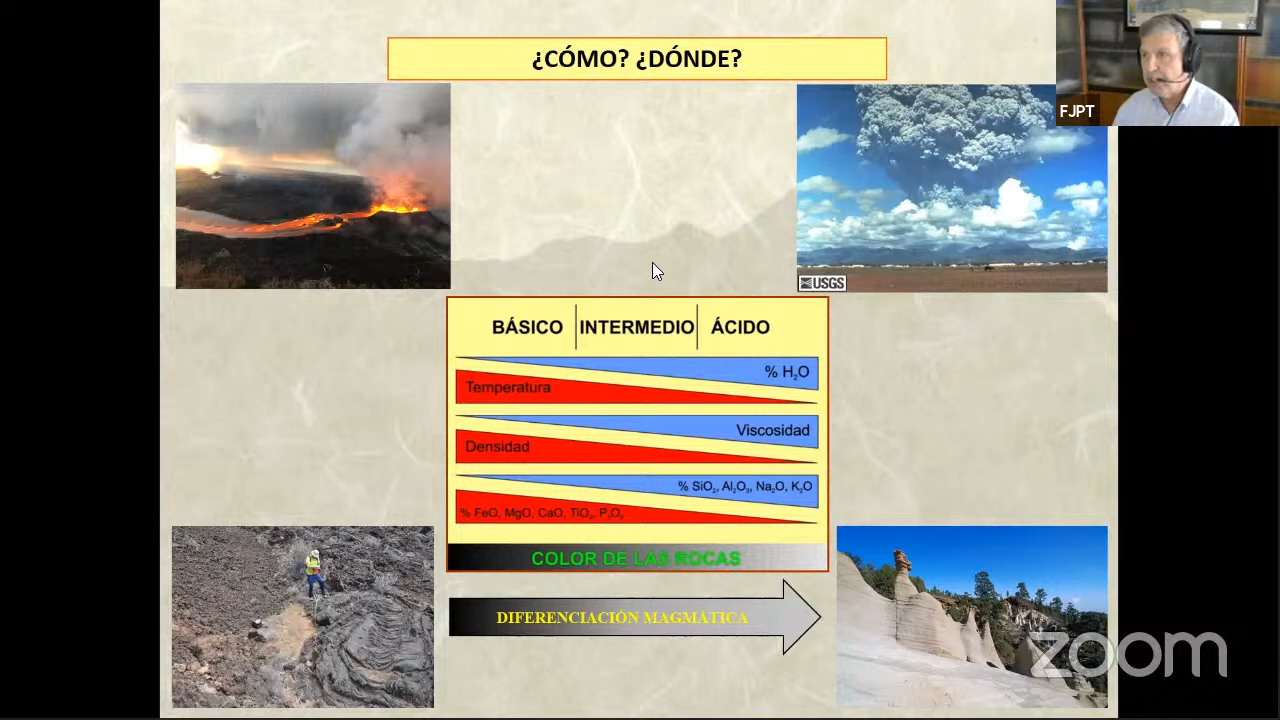 ¿CÓMO? ¿DÓNDE?
FJPT
USGS
BÁSICO INTERMEDIO ÁCIDO
% H₂O
Temperatura
Viscosidad
Densidad
% SiO₂, Al₂O₃, Na₂O, K₂O
% FeO, MgO, CaO, TiO₂, P₂O₅
COLOR DE LAS ROCAS
DIFERENCIACIÓN MAGMÁTICA
zoom